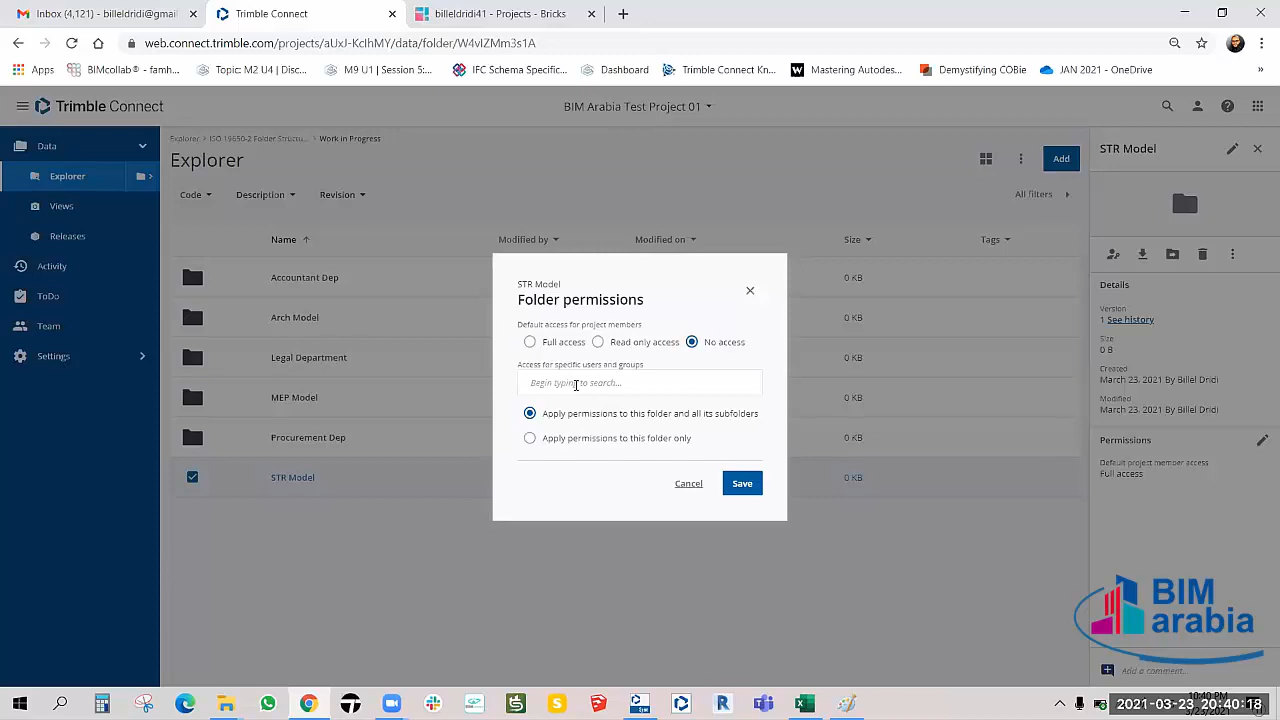 Inbox (4,121) - billeldridi@gmail
Trimble Connect
billeldridi41 - Projects - Bricks
web.connect.trimble.com/projects/aUxJ-KcIhMY/data/folder/W4vIZMm3s1A
Apps
BIMcollab® - famh...
Topic: M2 U4 | Disc...
M9 U1 | Session 5:...
IFC Schema Specific...
Dashboard
Trimble Connect Kn...
Mastering Autodes...
Demystifying COBie
JAN 2021 - OneDrive
»
Trimble Connect
BIM Arabia Test Project 01
Data
Explorer
Views
Releases
Activity
ToDo
Team
Settings
Explorer > ISO 19650-2 Folder Structu... > Work in Progress
Explorer
Add
Code
Description
Revision
All filters
Name
Modified by
Modified on
Size
Tags
Accountant Dep
0 KB
Arch Model
0 KB
Legal Department
0 KB
MEP Model
0 KB
Procurement Dep
0 KB
STR Model
0 KB
STR Model
Folder permissions
Default access for project members
Full access
Read only access
No access
Access for specific users and groups
Begin typing to search...
Apply permissions to this folder and all its subfolders
Apply permissions to this folder only
Cancel
Save
STR Model
Details
Version
1 See history
Size
0 B
Created
March 23, 2021 By Billel Dridi
Modified
March 23, 2021 By Billel Dridi
Permissions
Default project member access
Full access
BIM
arabia
Add a comment...
10:40 PM
2021-03-23 20:40:18